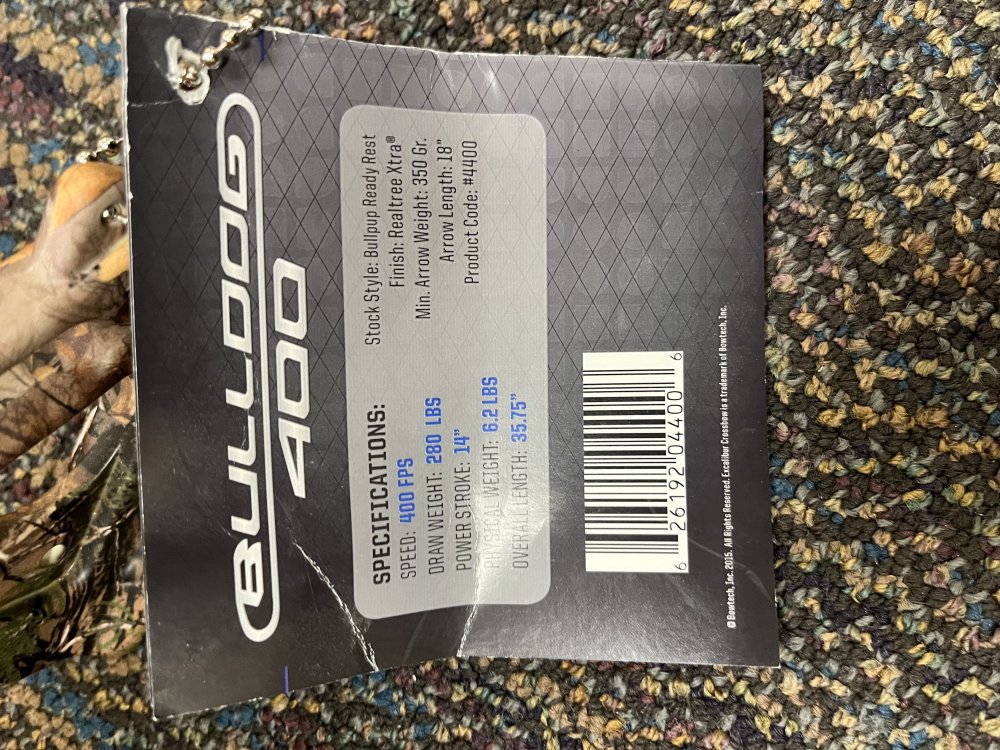 BULLDOG
400
SPECIFICATIONS:
SPEED: 400 FPS
DRAW WEIGHT: 280 LBS
POWER STROKE: 14”
PHYSICAL WEIGHT: 6.2 LBS
OVERALL LENGTH: 35.75”
Stock Style: Bullpup Ready Rest
Finish: Realtree Xtra®
Min. Arrow Weight: 350 Gr.
Arrow Length: 18"
Product Code: #4400
6 26192 04400 6
© Bowtech, Inc. 2015. All Rights Reserved. Excalibur Crossbow is a trademark of Bowtech, Inc.